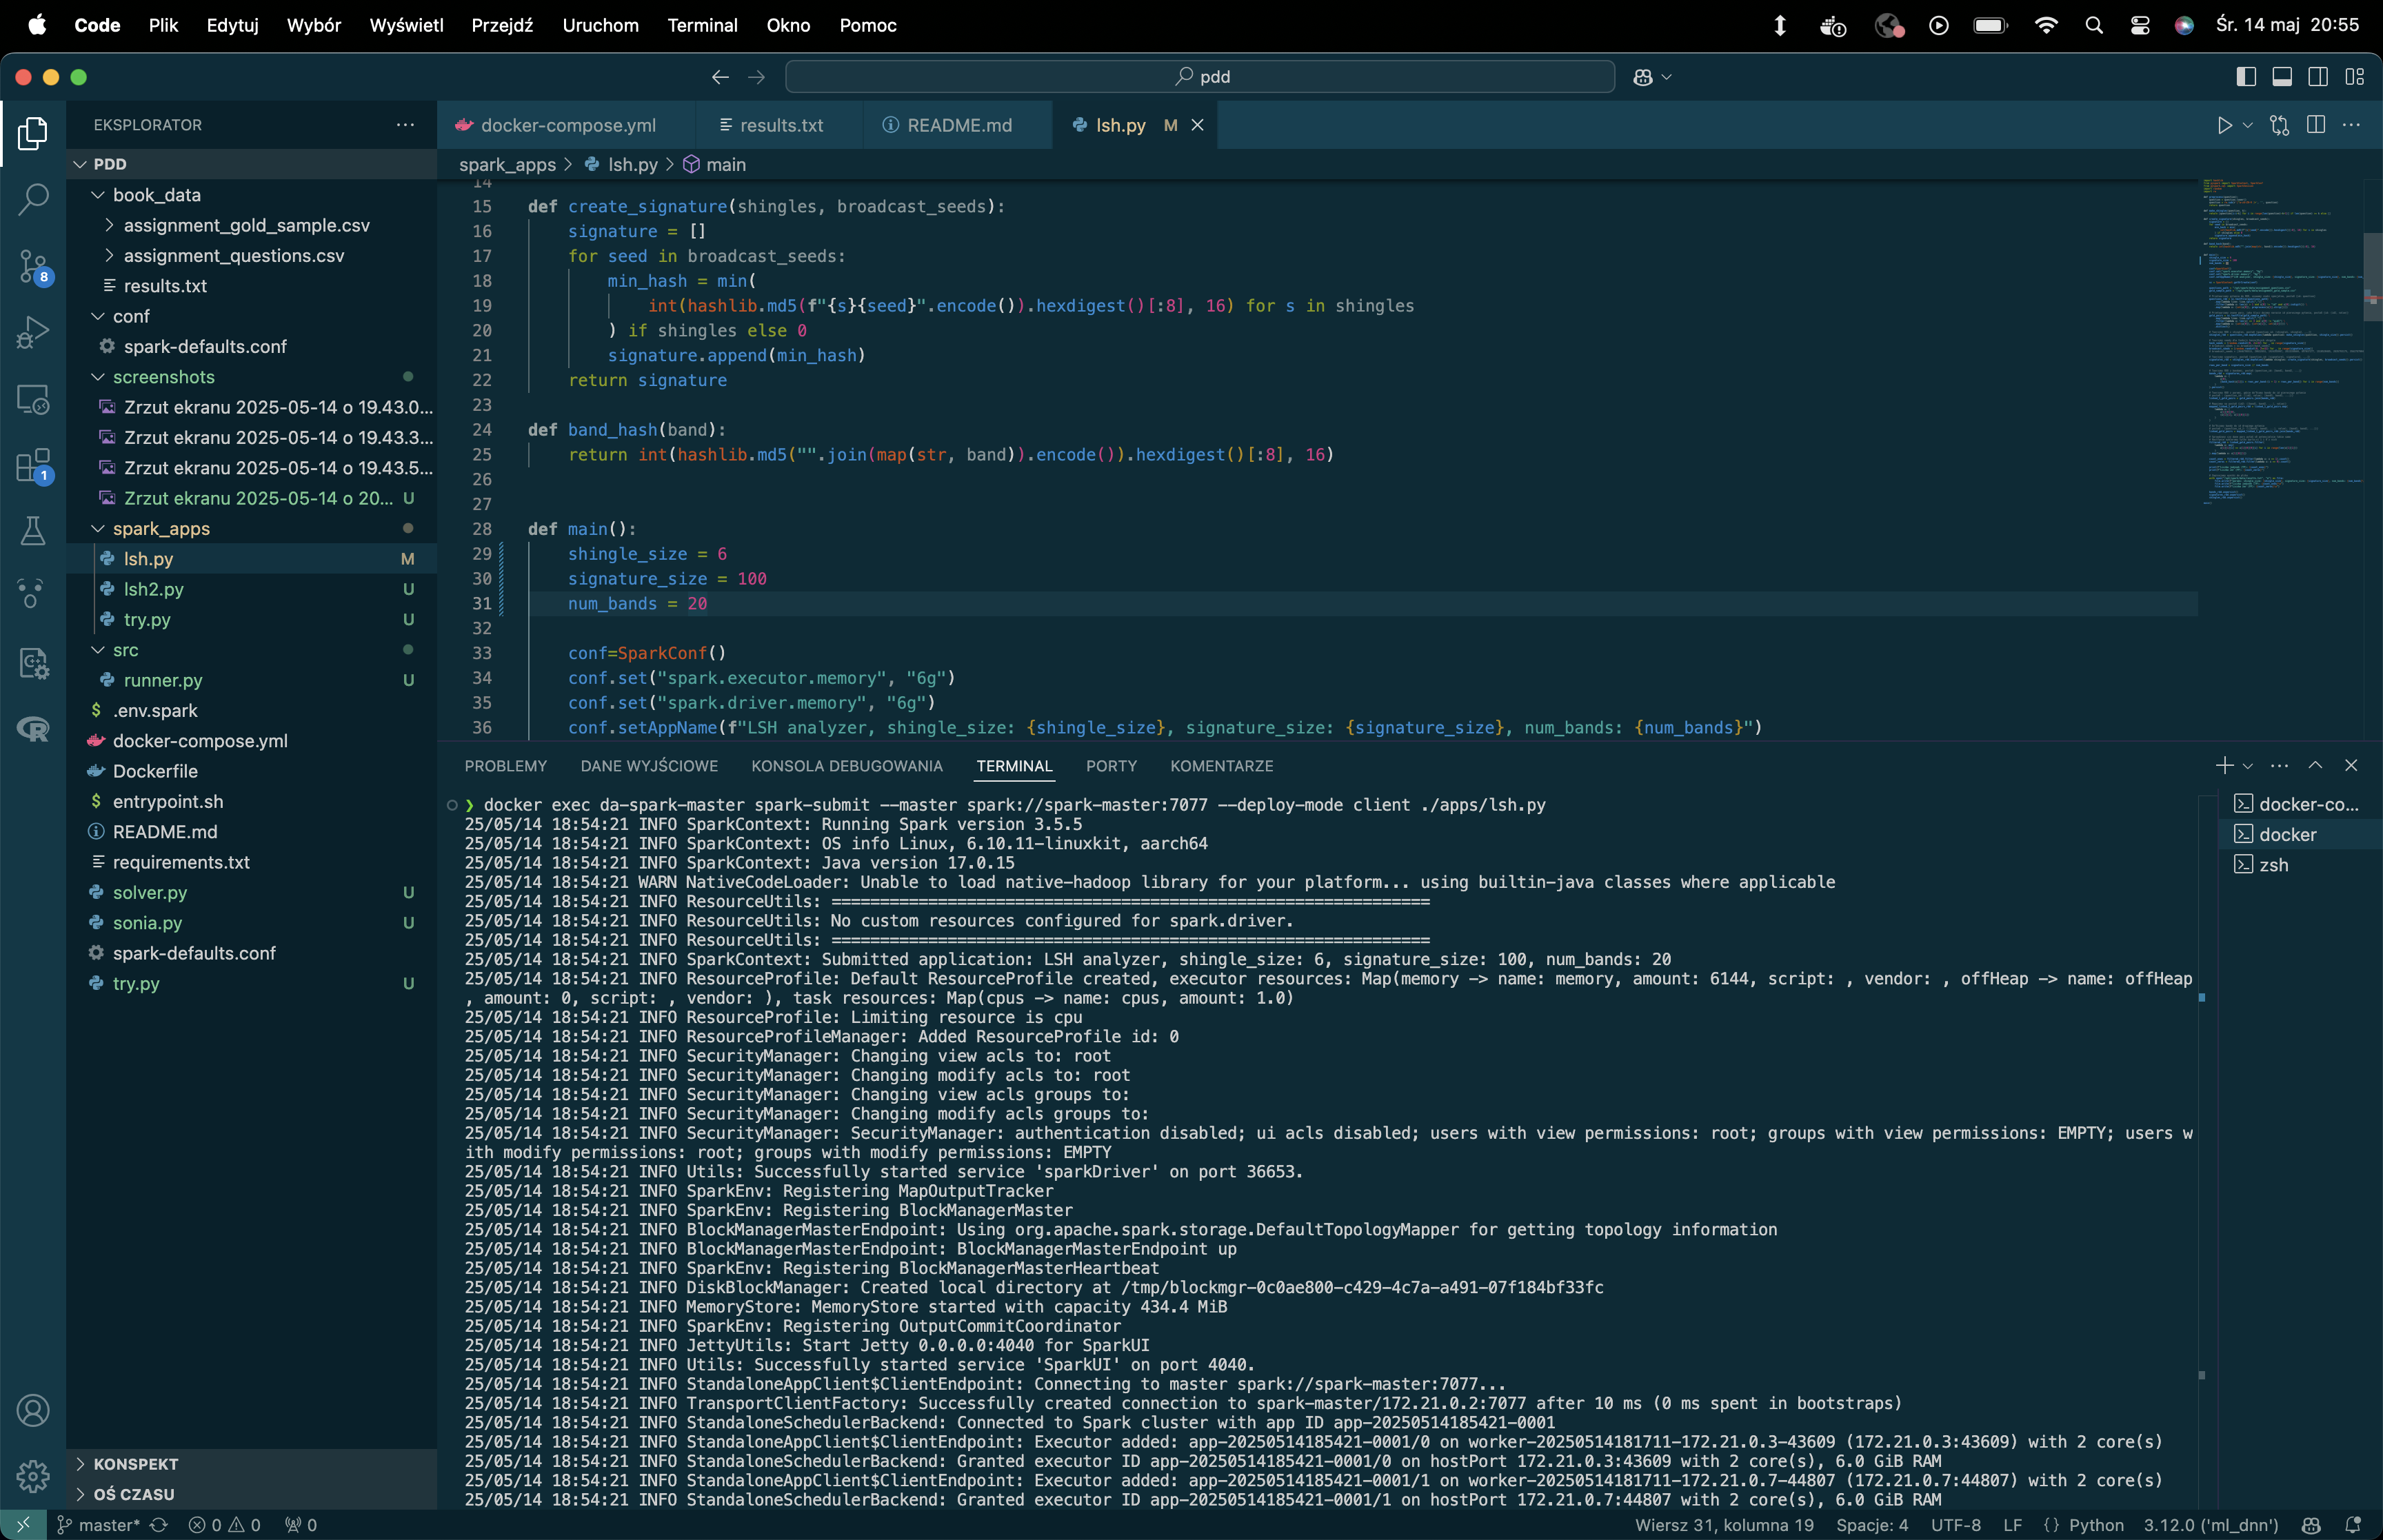 Code Plik Edytuj Wybór Wyświetl Przejdź Uruchom Terminal Okno Pomoc Śr. 14 maj 20:55
pdd
EKSPLORATOR
PDD
book_data
assignment_gold_sample.csv
assignment_questions.csv
results.txt
conf
spark-defaults.conf
screenshots
Zrzut ekranu 2025-05-14 o 19.43.0...
Zrzut ekranu 2025-05-14 o 19.43.3...
Zrzut ekranu 2025-05-14 o 19.43.5...
Zrzut ekranu 2025-05-14 o 20... U
spark_apps
lsh.py M
lsh2.py U
try.py U
src
runner.py U
.env.spark
docker-compose.yml
Dockerfile
entrypoint.sh
README.md
requirements.txt
solver.py U
sonia.py U
spark-defaults.conf
try.py U
KONSPEKT
OŚ CZASU
8
1
docker-compose.yml results.txt README.md lsh.py M
spark_apps > lsh.py > main
14
15 def create_signature(shingles, broadcast_seeds):
16 signature = []
17 for seed in broadcast_seeds:
18 min_hash = min(
19 int(hashlib.md5(f"{s}{seed}".encode()).hexdigest()[:8], 16) for s in shingles
20 ) if shingles else 0
21 signature.append(min_hash)
22 return signature
23
24 def band_hash(band):
25 return int(hashlib.md5("".join(map(str, band)).encode()).hexdigest()[:8], 16)
26
27
28 def main():
29 shingle_size = 6
30 signature_size = 100
31 num_bands = 20
32
33 conf=SparkConf()
34 conf.set("spark.executor.memory", "6g")
35 conf.set("spark.driver.memory", "6g")
36 conf.setAppName(f"LSH analyzer, shingle_size: {shingle_size}, signature_size: {signature_size}, num_bands: {num_bands}")
PROBLEMY DANE WYJŚCIOWE KONSOLA DEBUGOWANIA TERMINAL PORTY KOMENTARZE
docker-co...
docker
zsh
❯ docker exec da-spark-master spark-submit --master spark://spark-master:7077 --deploy-mode client ./apps/lsh.py
25/05/14 18:54:21 INFO SparkContext: Running Spark version 3.5.5
25/05/14 18:54:21 INFO SparkContext: OS info Linux, 6.10.11-linuxkit, aarch64
25/05/14 18:54:21 INFO SparkContext: Java version 17.0.15
25/05/14 18:54:21 WARN NativeCodeLoader: Unable to load native-hadoop library for your platform... using builtin-java classes where applicable
25/05/14 18:54:21 INFO ResourceUtils: ==============================================================
25/05/14 18:54:21 INFO ResourceUtils: No custom resources configured for spark.driver.
25/05/14 18:54:21 INFO ResourceUtils: ==============================================================
25/05/14 18:54:21 INFO SparkContext: Submitted application: LSH analyzer, shingle_size: 6, signature_size: 100, num_bands: 20
25/05/14 18:54:21 INFO ResourceProfile: Default ResourceProfile created, executor resources: Map(memory -> name: memory, amount: 6144, script: , vendor: , offHeap -> name: offHeap
, amount: 0, script: , vendor: ), task resources: Map(cpus -> name: cpus, amount: 1.0)
25/05/14 18:54:21 INFO ResourceProfile: Limiting resource is cpu
25/05/14 18:54:21 INFO ResourceProfileManager: Added ResourceProfile id: 0
25/05/14 18:54:21 INFO SecurityManager: Changing view acls to: root
25/05/14 18:54:21 INFO SecurityManager: Changing modify acls to: root
25/05/14 18:54:21 INFO SecurityManager: Changing view acls groups to:
25/05/14 18:54:21 INFO SecurityManager: Changing modify acls groups to:
25/05/14 18:54:21 INFO SecurityManager: SecurityManager: authentication disabled; ui acls disabled; users with view permissions: root; groups with view permissions: EMPTY; users w
ith modify permissions: root; groups with modify permissions: EMPTY
25/05/14 18:54:21 INFO Utils: Successfully started service 'sparkDriver' on port 36653.
25/05/14 18:54:21 INFO SparkEnv: Registering MapOutputTracker
25/05/14 18:54:21 INFO SparkEnv: Registering BlockManagerMaster
25/05/14 18:54:21 INFO BlockManagerMasterEndpoint: Using org.apache.spark.storage.DefaultTopologyMapper for getting topology information
25/05/14 18:54:21 INFO BlockManagerMasterEndpoint: BlockManagerMasterEndpoint up
25/05/14 18:54:21 INFO SparkEnv: Registering BlockManagerMasterHeartbeat
25/05/14 18:54:21 INFO DiskBlockManager: Created local directory at /tmp/blockmgr-0c0ae800-c429-4c7a-a491-07f184bf33fc
25/05/14 18:54:21 INFO MemoryStore: MemoryStore started with capacity 434.4 MiB
25/05/14 18:54:21 INFO SparkEnv: Registering OutputCommitCoordinator
25/05/14 18:54:21 INFO JettyUtils: Start Jetty 0.0.0.0:4040 for SparkUI
25/05/14 18:54:21 INFO Utils: Successfully started service 'SparkUI' on port 4040.
25/05/14 18:54:21 INFO StandaloneAppClient$ClientEndpoint: Connecting to master spark://spark-master:7077...
25/05/14 18:54:21 INFO TransportClientFactory: Successfully created connection to spark-master/172.21.0.2:7077 after 10 ms (0 ms spent in bootstraps)
25/05/14 18:54:21 INFO StandaloneSchedulerBackend: Connected to Spark cluster with app ID app-20250514185421-0001
25/05/14 18:54:21 INFO StandaloneAppClient$ClientEndpoint: Executor added: app-20250514185421-0001/0 on worker-20250514181711-172.21.0.3-43609 (172.21.0.3:43609) with 2 core(s)
25/05/14 18:54:21 INFO StandaloneSchedulerBackend: Granted executor ID app-20250514185421-0001/0 on hostPort 172.21.0.3:43609 with 2 core(s), 6.0 GiB RAM
25/05/14 18:54:21 INFO StandaloneAppClient$ClientEndpoint: Executor added: app-20250514185421-0001/1 on worker-20250514181711-172.21.0.7-44807 (172.21.0.7:44807) with 2 core(s)
25/05/14 18:54:21 INFO StandaloneSchedulerBackend: Granted executor ID app-20250514185421-0001/1 on hostPort 172.21.0.7:44807 with 2 core(s), 6.0 GiB RAM
master* 0 0 0 Wiersz 31, kolumna 19 Spacje: 4 UTF-8 LF {} Python 3.12.0 ('ml_dnn')